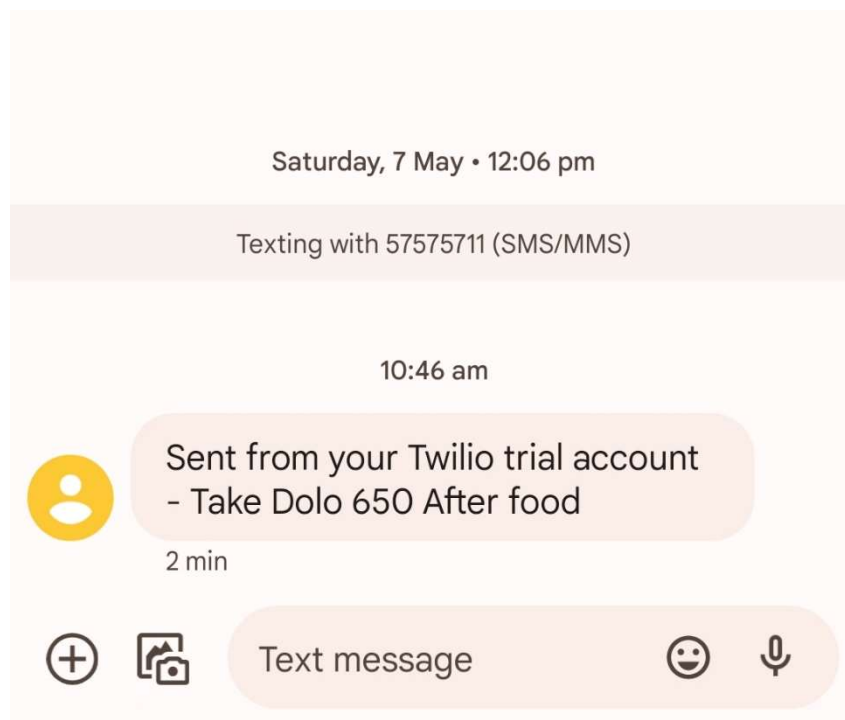 Saturday, 7 May • 12:06 pm
Texting with 57575711 (SMS/MMS)
10:46 am
Sent from your Twilio trial account
- Take Dolo 650 After food
2 min
Text message